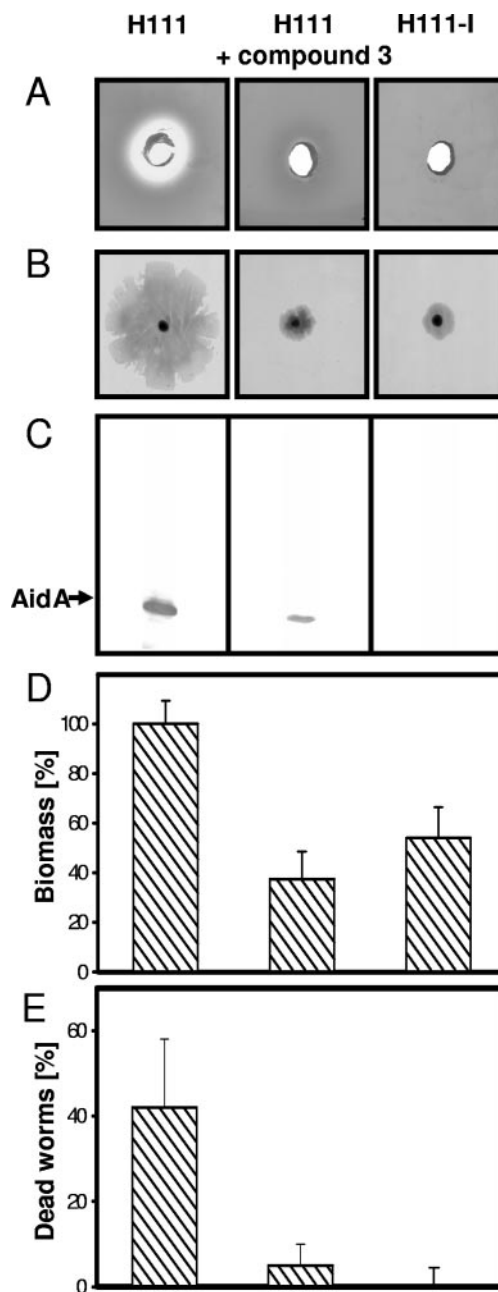 H111 H111 H111-I
+ compound 3
A
B
C
AidA
D
Biomass [%]
100
80
60
40
20
0
E
Dead worms [%]
60
40
20
0